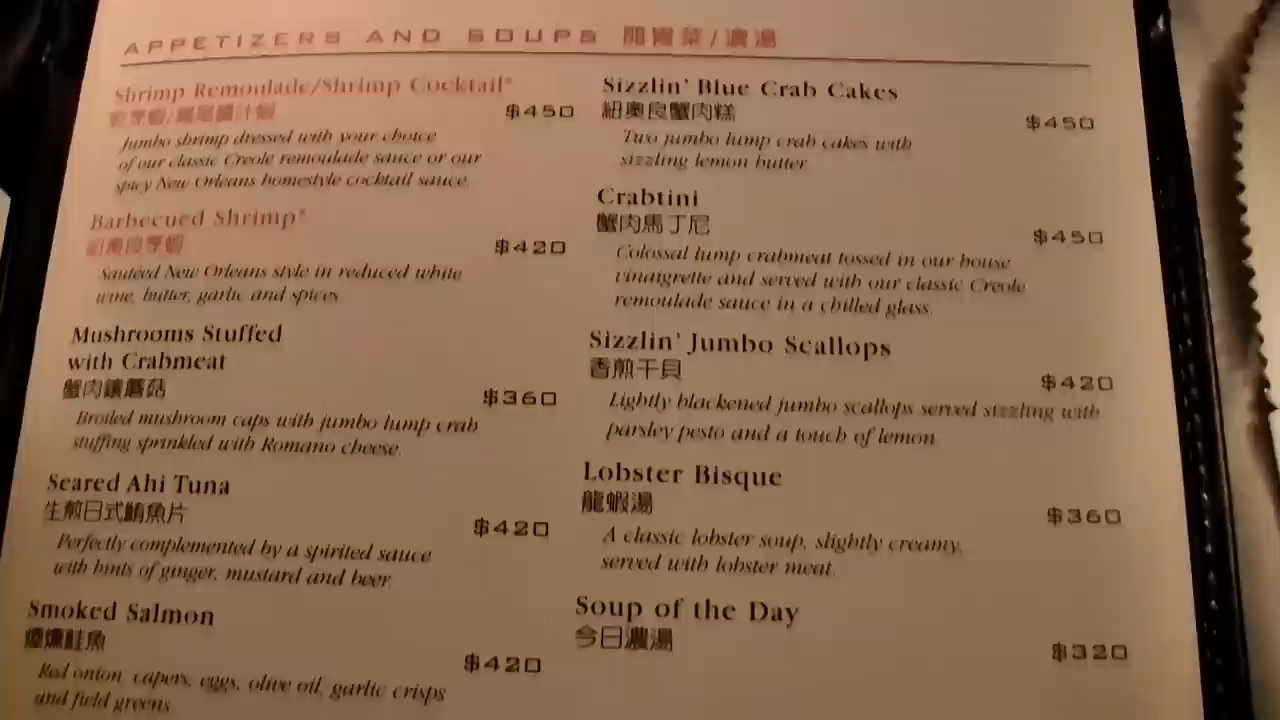 APPETIZERS AND SOUPS 開胃菜/濃湯
Shrimp Remoulade/Shrimp Cocktail*
$450
Jumbo shrimp dressed with your choice
of our classic Creole remoulade sauce or our
spicy New Orleans homestyle cocktail sauce.
Barbecued Shrimp*
紐奧良烹蝦
$420
Sautéed New Orleans style in reduced white
wine, butter, garlic and spices
Mushrooms Stuffed
with Crabmeat
蟹肉鑲蘑菇
$360
Broiled mushroom caps with jumbo lump crab
stuffing sprinkled with Romano cheese.
Seared Ahi Tuna
生煎日式鮪魚片
$420
Perfectly complemented by a spirited sauce
with hints of ginger, mustard and beer
Smoked Salmon
煙燻鮭魚
$420
Red onion, capers, eggs, olive oil, garlic crisps
and field greens
Sizzlin' Blue Crab Cakes
紐奧良蟹肉糕
$450
Two jumbo lump crab cakes with
sizzling lemon butter
Crabtini
蟹肉馬丁尼
$450
Colossal lump crabmeat tossed in our house
vinaigrette and served with our classic Creole
remoulade sauce in a chilled glass.
Sizzlin' Jumbo Scallops
香煎干貝
$420
Lightly blackened jumbo scallops served sizzling with
parsley pesto and a touch of lemon
Lobster Bisque
龍蝦湯
$360
A classic lobster soup, slightly creamy,
served with lobster meat.
Soup of the Day
今日濃湯
$320